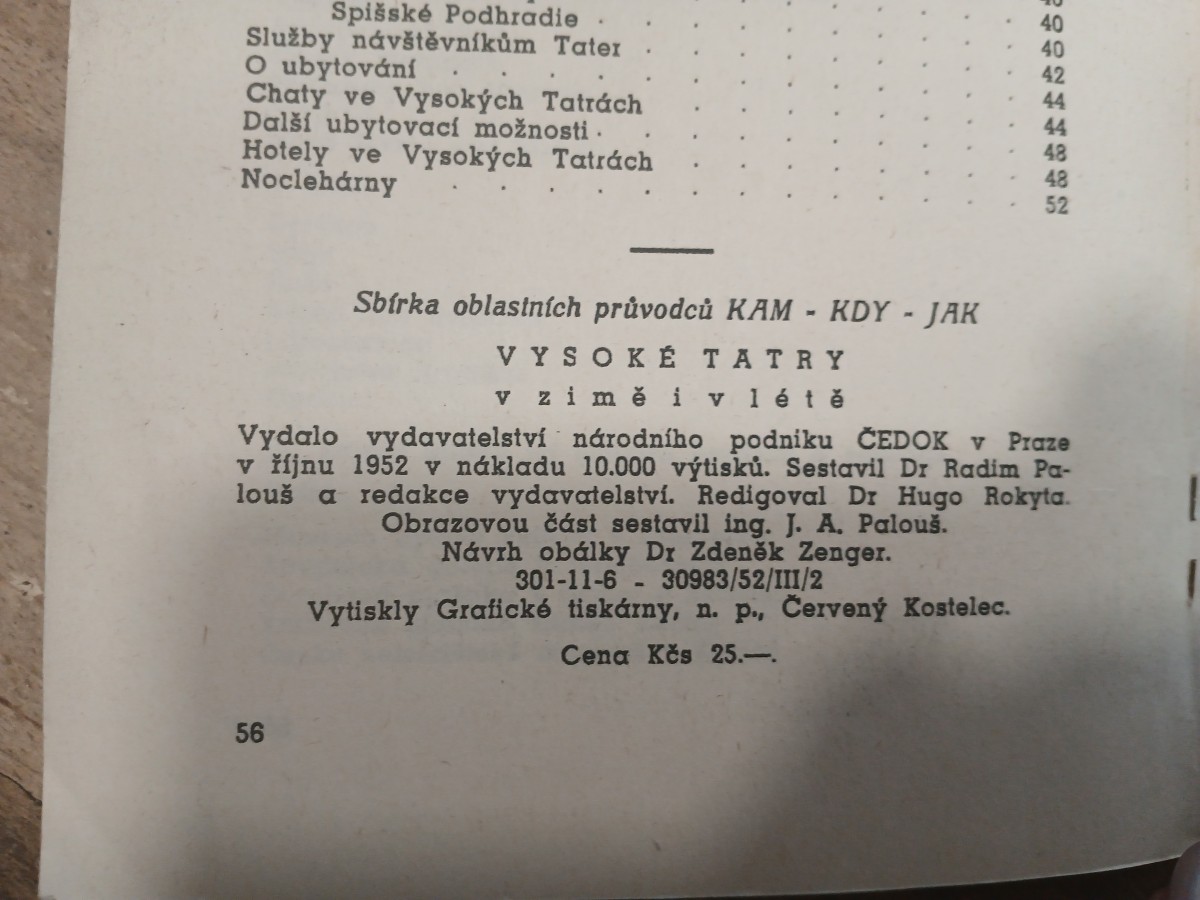 Spišské Podhradie . . . . . . . . . . 40
Služby návštěvníkům Tater . . . . . . . . . 42
O ubytování . . . . . . . . . . . . . 44
Chaty ve Vysokých Tatrách . . . . . . . . 44
Další ubytovací možnosti . . . . . . . . . . 48
Hotely ve Vysokých Tatrách . . . . . . . . 48
Noclehárny . . . . . . . . . . . . . 52
Sbírka oblastních průvodců KAM - KDY - JAK
VYSOKÉ TATRY
v zimě i v létě
Vydalo vydavatelství národního podniku ČEDOK v Praze
v říjnu 1952 v nákladu 10.000 výtisků. Sestavil Dr Radim Pa-
louš a redakce vydavatelství. Redigoval Dr Hugo Rokyta.
Obrazovou část sestavil ing. J. A. Palouš.
Návrh obálky Dr Zdeněk Zenger.
301-11-6 - 30983/52/III/2
Vytiskly Grafické tiskárny, n. p., Červený Kostelec.
Cena Kčs 25.—.
56